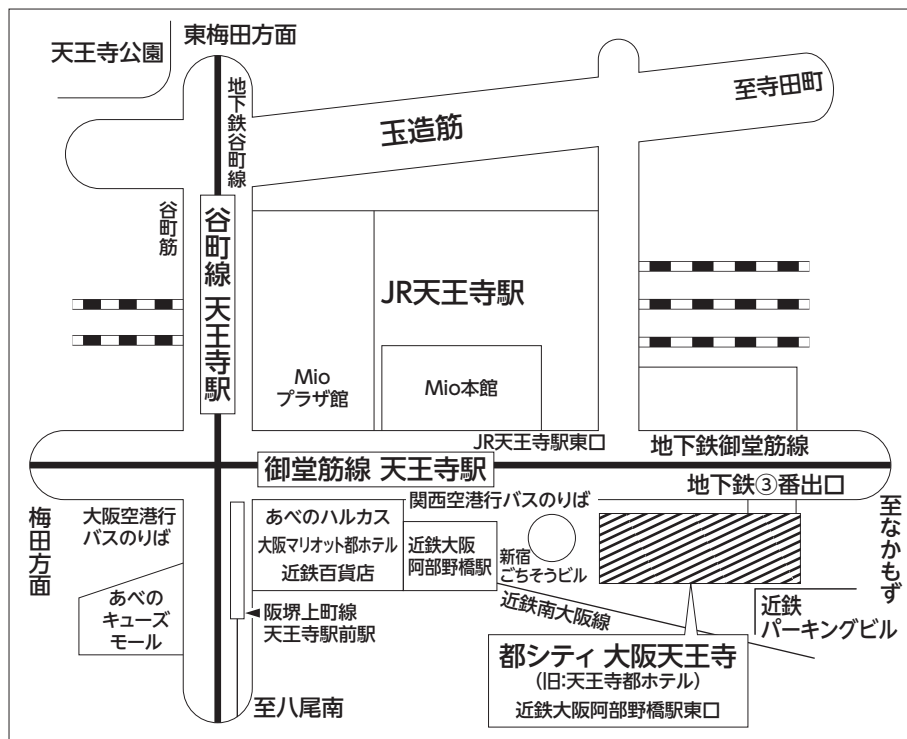 東梅田方面
天王寺公園
地下鉄谷町線
至寺田町
玉造筋
谷町筋
谷町線 天王寺駅
JR天王寺駅
Mio
プラザ館
Mio本館
JR天王寺駅東口
地下鉄御堂筋線
御堂筋線 天王寺駅
地下鉄③番出口
梅田方面
大阪空港行
バスのりば
あべのハルカス
大阪マリオット都ホテル
近鉄百貨店
関西空港行バスのりば
近鉄大阪
阿部野橋駅
新宿
ごちそうビル
至なかもず
あべの
キューズ
モール
阪堺上町線
天王寺駅前駅
近鉄南大阪線
近鉄
パーキングビル
都シティ 大阪天王寺
(旧:天王寺都ホテル)
近鉄大阪阿部野橋駅東口
至八尾南